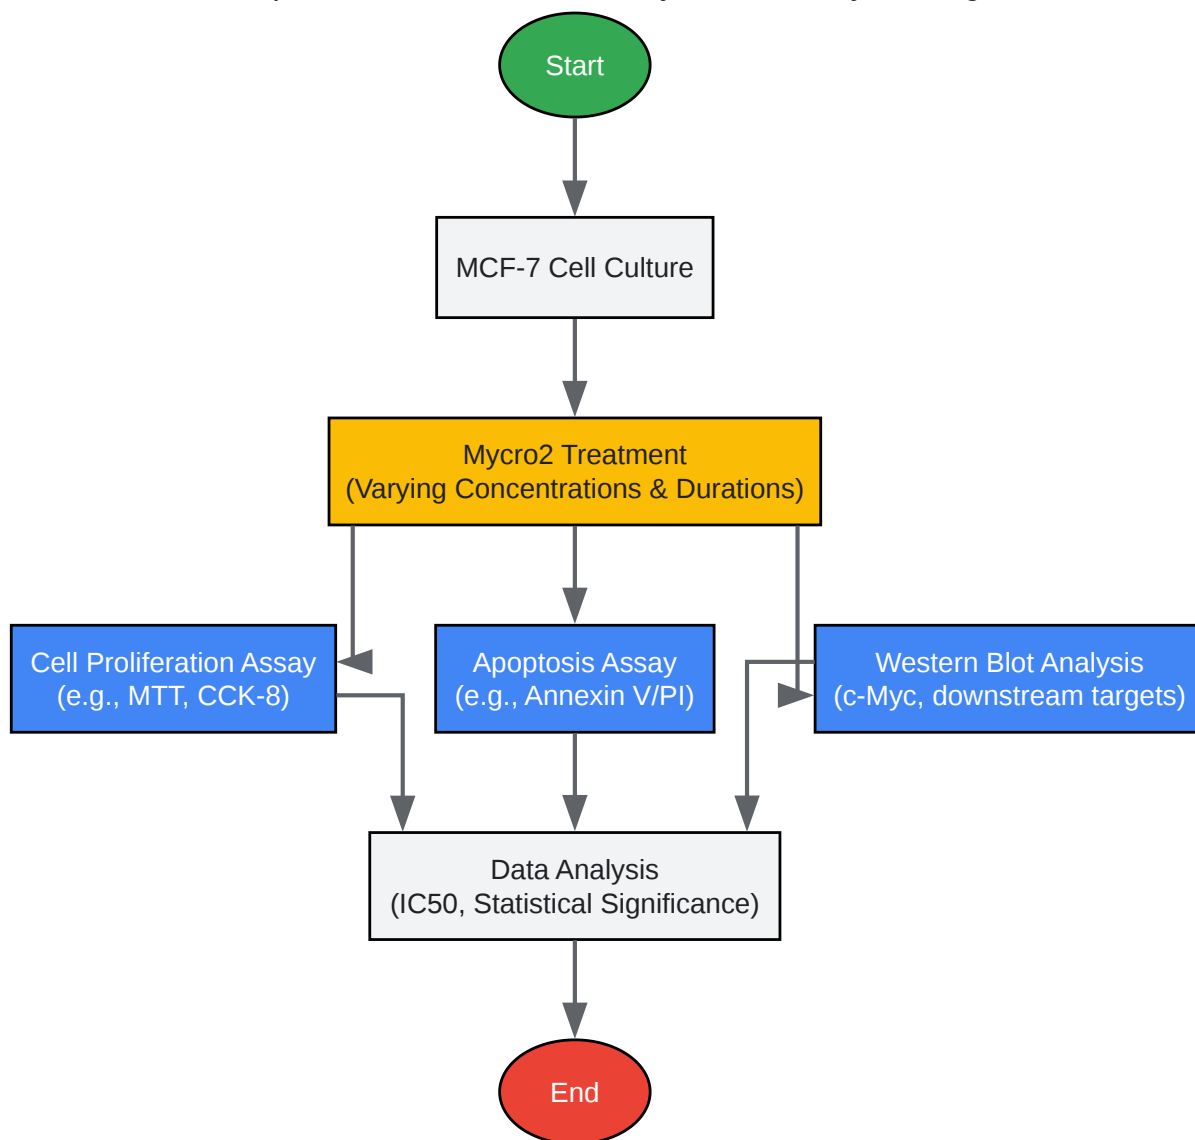 Start
MCF-7 Cell Culture
Mycro2 Treatment
(Varying Concentrations & Durations)
Cell Proliferation Assay
(e.g., MTT, CCK-8)
Apoptosis Assay
(e.g., Annexin V/PI)
Western Blot Analysis
(c-Myc, downstream targets)
Data Analysis
(IC50, Statistical Significance)
End